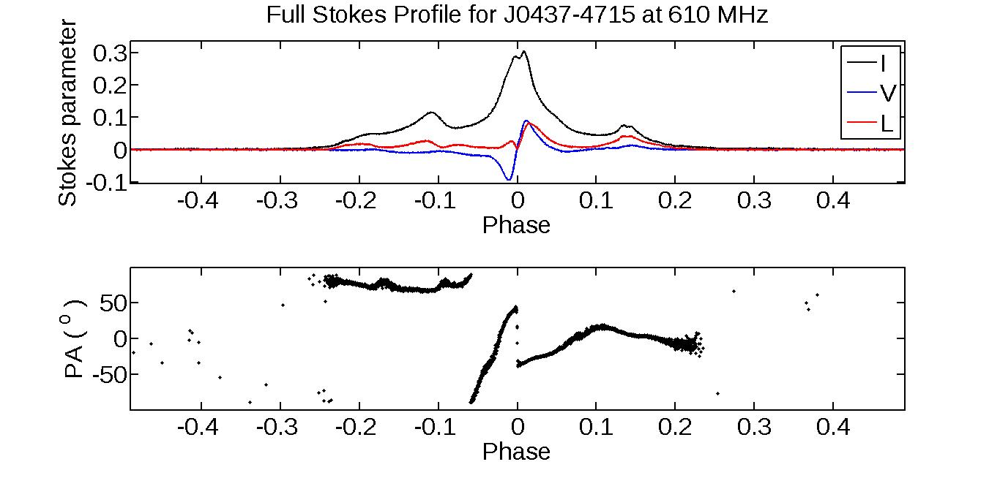 Full Stokes Profile for J0437-4715 at 610 MHz
Stokes parameter
0.3
0.2
0.1
0
-0.1
I
V
L
-0.4 -0.3 -0.2 -0.1 0 0.1 0.2 0.3 0.4
Phase
PA ( o )
50
0
-50
-0.4 -0.3 -0.2 -0.1 0 0.1 0.2 0.3 0.4
Phase